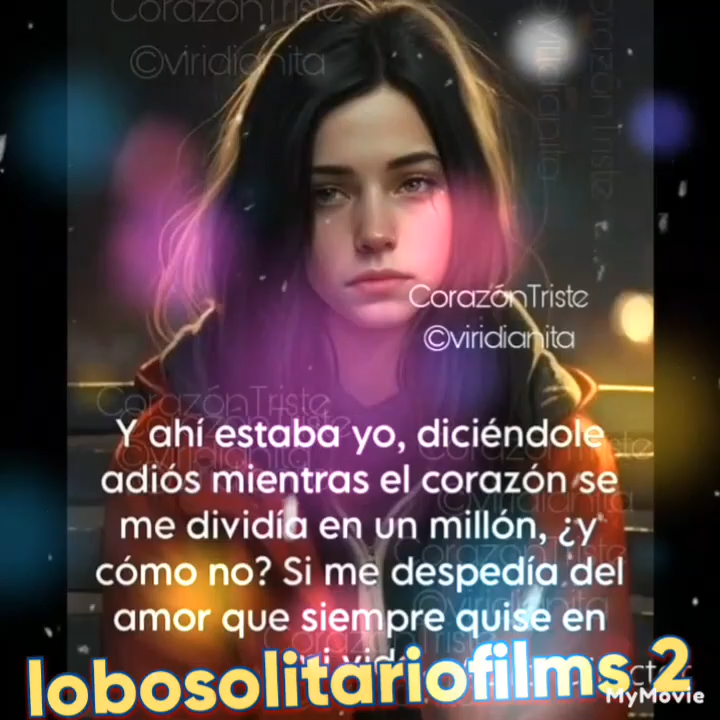 CorazónTriste
©viridianita
CorazónTriste
©viridianita
CorazónTriste
Y ahí estaba yo, diciéndole
adiós mientras el corazón se
me dividía en un millón, ¿y
cómo no? Si me despedía del
amor que siempre quise en
lobosolitariofilms 2
MyMovie